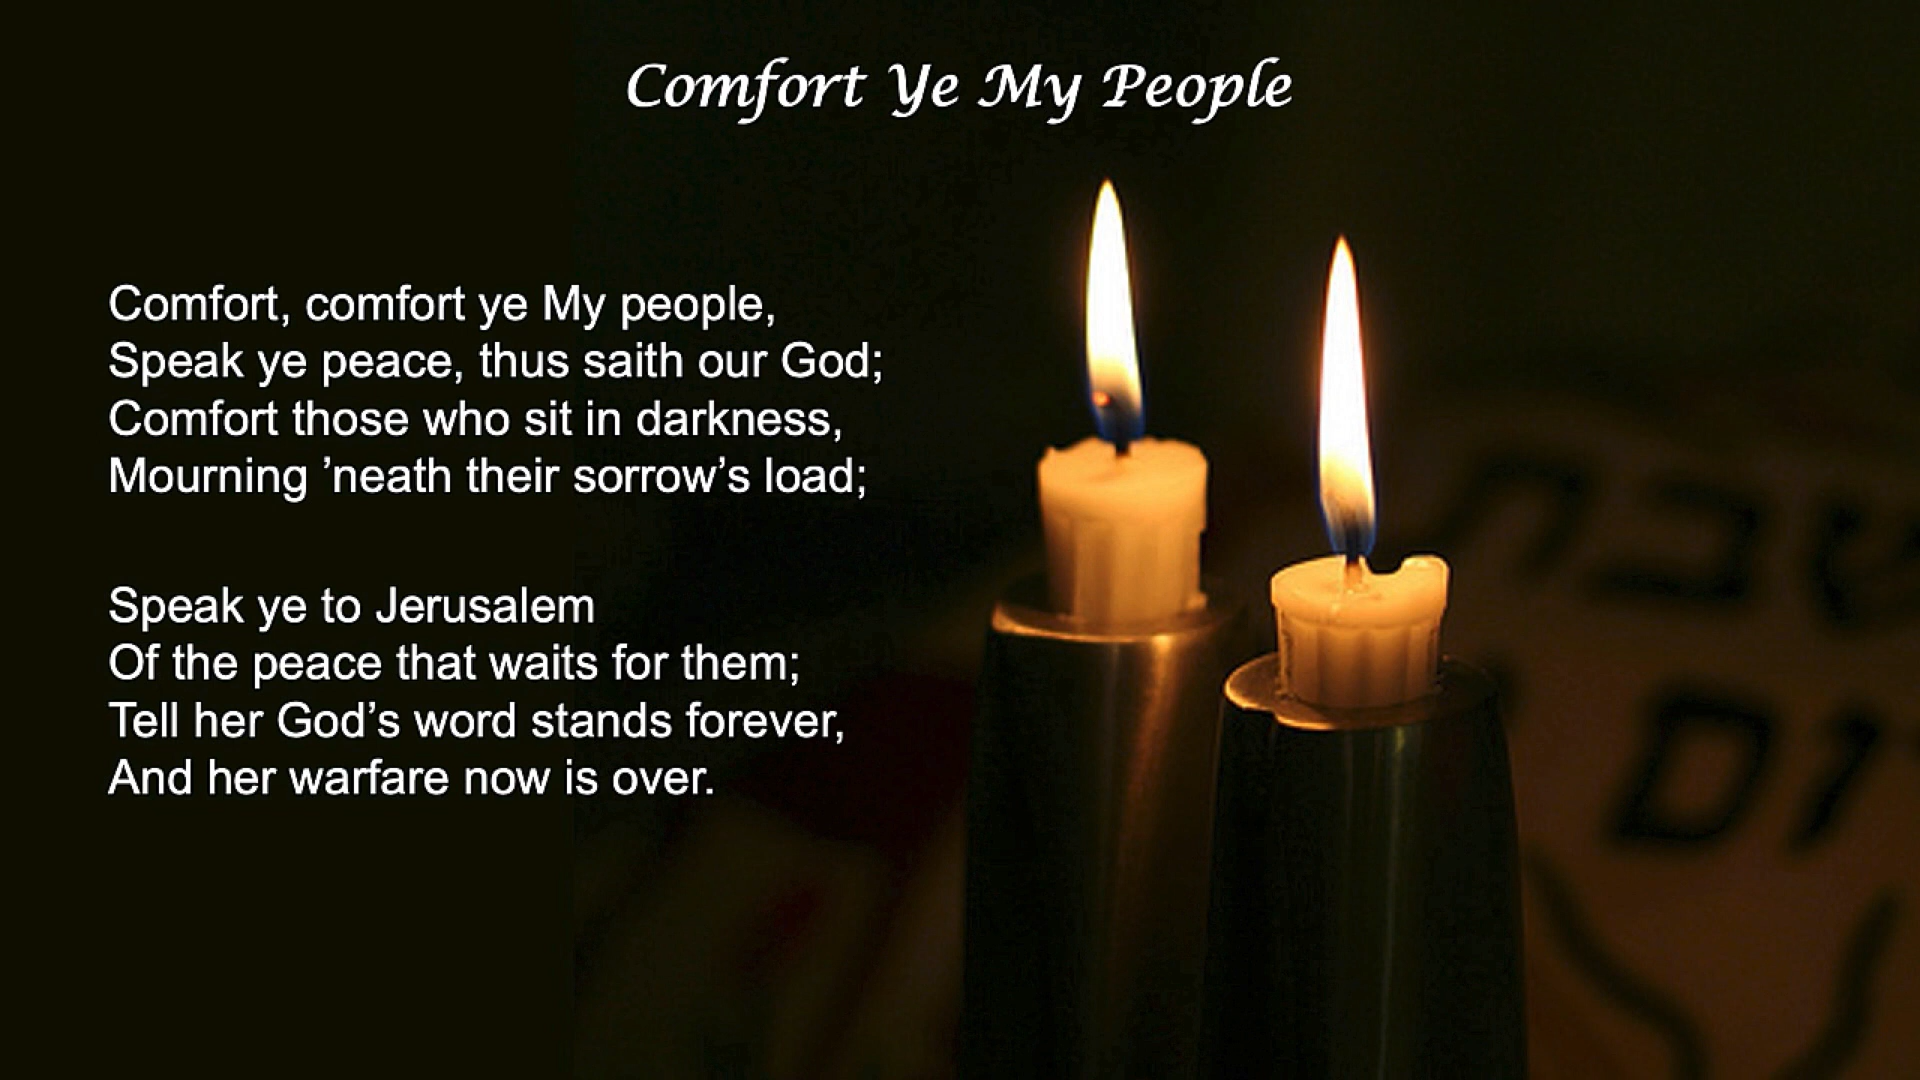 Comfort Ye My People
Comfort, comfort ye My people,
Speak ye peace, thus saith our God;
Comfort those who sit in darkness,
Mourning ’neath their sorrow’s load;
Speak ye to Jerusalem
Of the peace that waits for them;
Tell her God’s word stands forever,
And her warfare now is over.
שבת